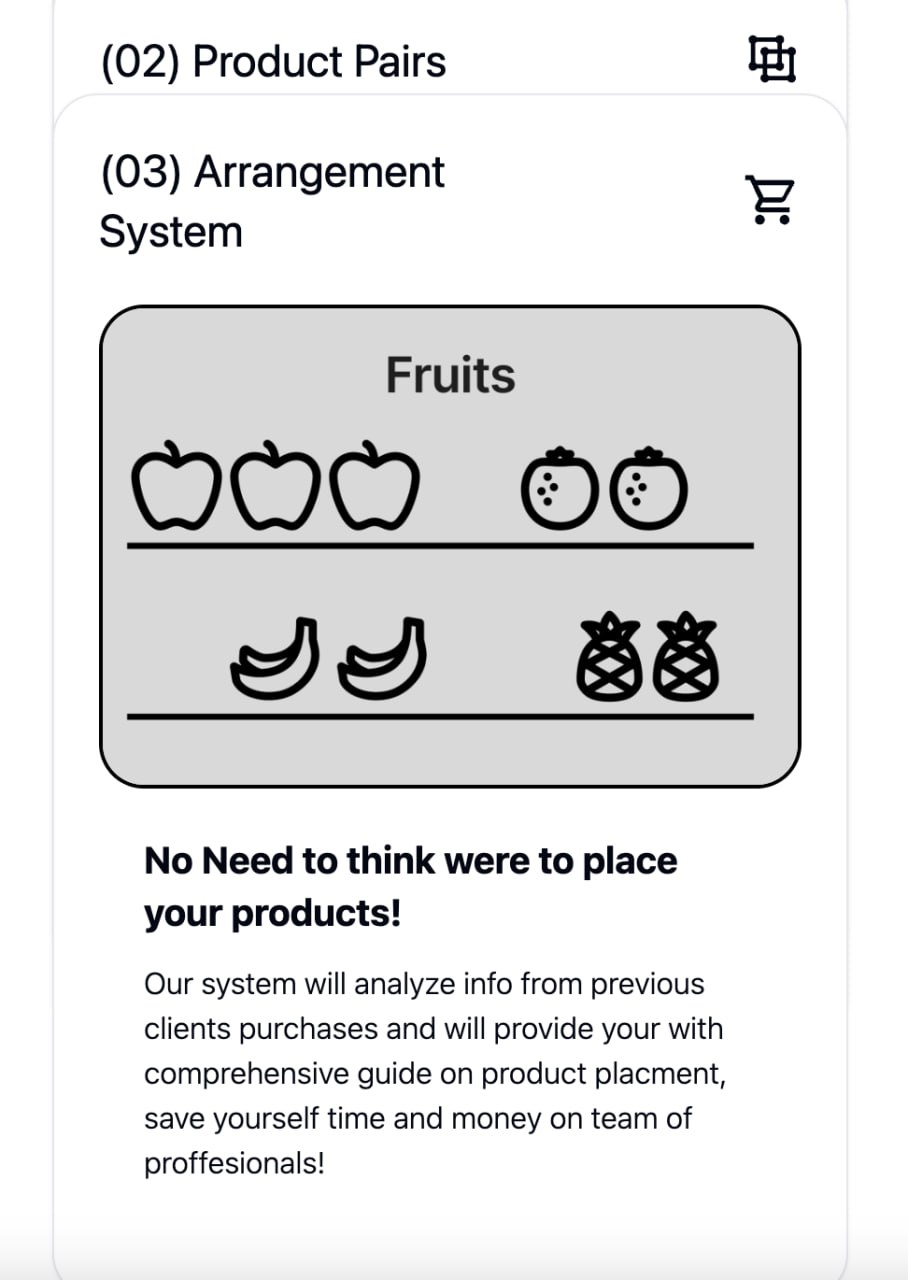 (02) Product Pairs
(03) Arrangement
System
Fruits
No Need to think were to place
your products!
Our system will analyze info from previous
clients purchases and will provide your with
comprehensive guide on product placment,
save yourself time and money on team of
proffesionals!